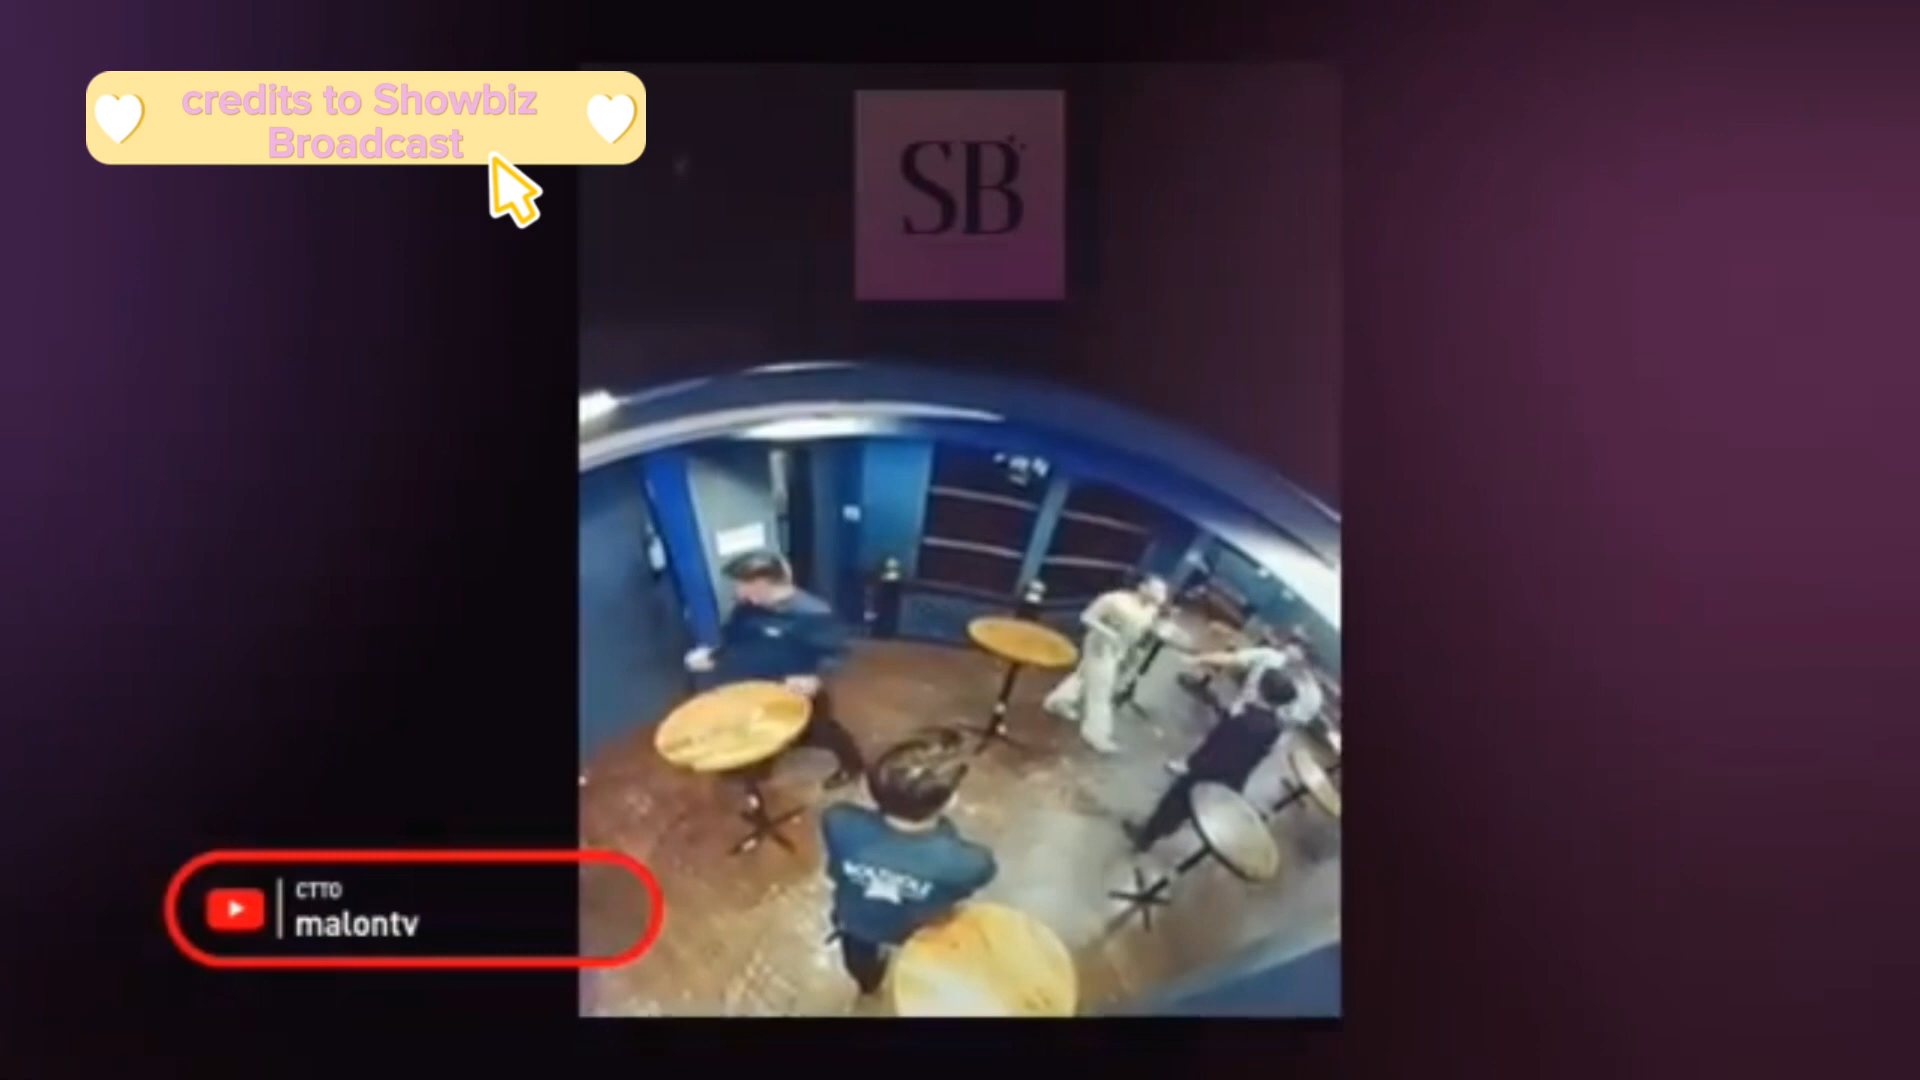 credits to Showbiz
Broadcast
SB
CTTO
malontv